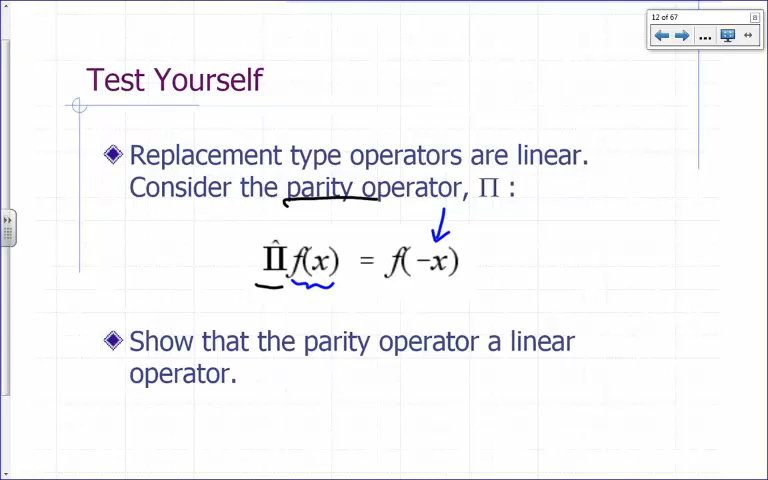 12 of 67
Test Yourself
Replacement type operators are linear.
Consider the parity operator, Π :
Π̂ f(x) = f(−x)
Show that the parity operator a linear
operator.